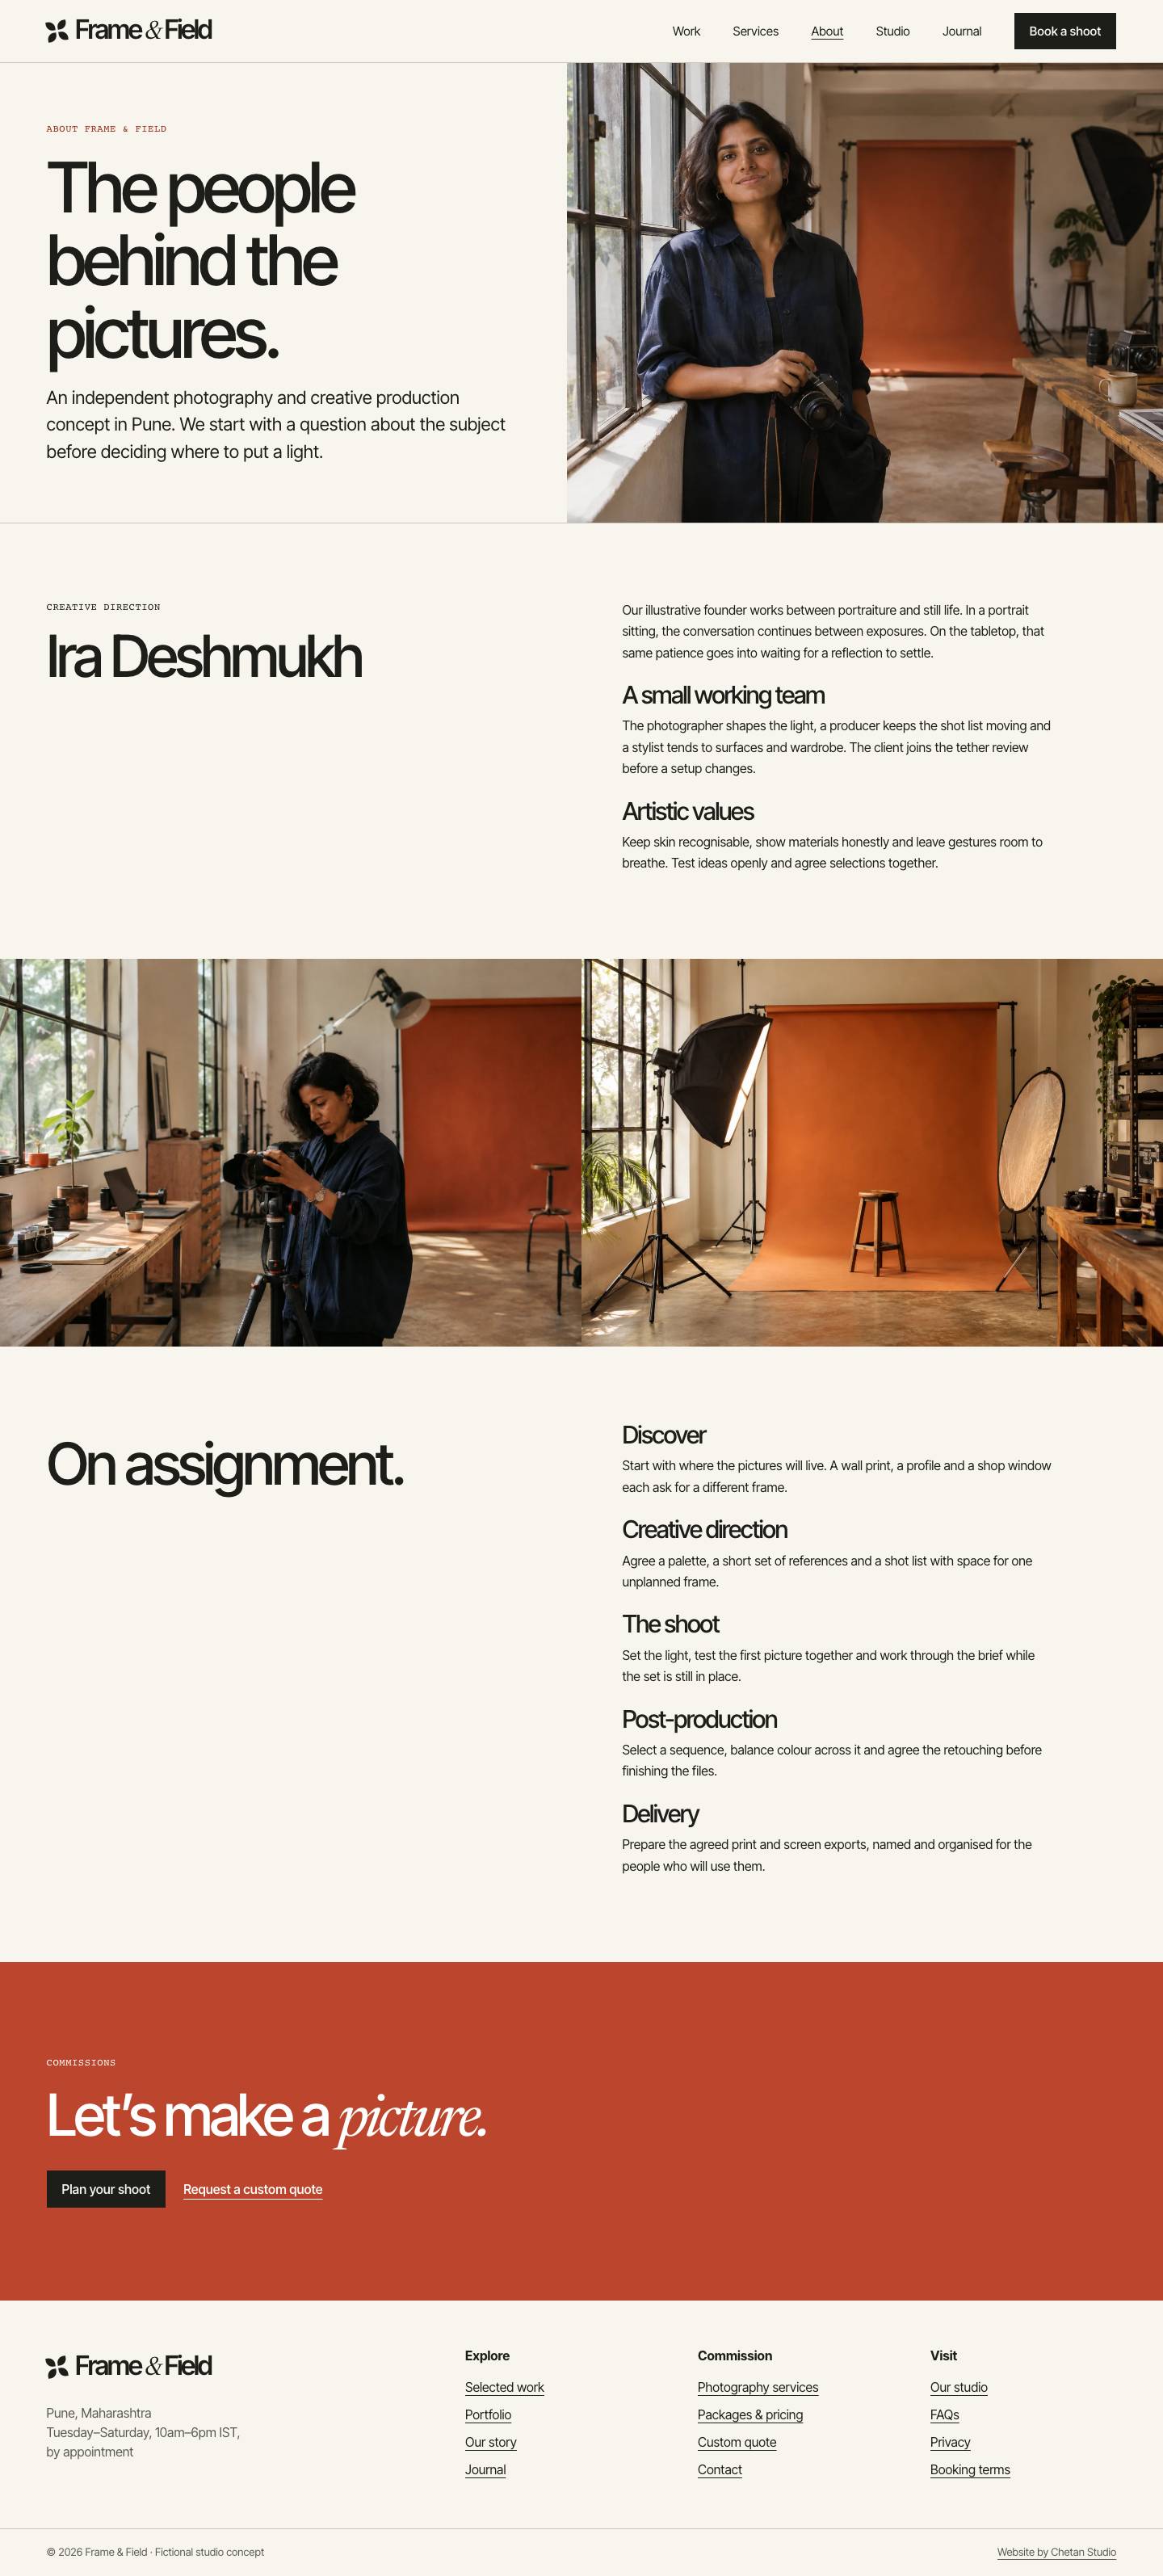 Frame & Field
Work
Services
About
Studio
Journal
Book a shoot
ABOUT FRAME & FIELD
The people
behind the
pictures.
An independent photography and creative production
concept in Pune. We start with a question about the subject
before deciding where to put a light.
CREATIVE DIRECTION
Ira Deshmukh
Our illustrative founder works between portraiture and still life. In a portrait
sitting, the conversation continues between exposures. On the tabletop, that
same patience goes into waiting for a reflection to settle.
A small working team
The photographer shapes the light, a producer keeps the shot list moving and
a stylist tends to surfaces and wardrobe. The client joins the tether review
before a setup changes.
Artistic values
Keep skin recognisable, show materials honestly and leave gestures room to
breathe. Test ideas openly and agree selections together.
On assignment.
Discover
Start with where the pictures will live. A wall print, a profile and a shop window
each ask for a different frame.
Creative direction
Agree a palette, a short set of references and a shot list with space for one
unplanned frame.
The shoot
Set the light, test the first picture together and work through the brief while
the set is still in place.
Post-production
Select a sequence, balance colour across it and agree the retouching before
finishing the files.
Delivery
Prepare the agreed print and screen exports, named and organised for the
people who will use them.
COMMISSIONS
Let’s make a picture.
Plan your shoot
Request a custom quote
Frame & Field
Pune, Maharashtra
Tuesday–Saturday, 10am–6pm IST,
by appointment
Explore
Selected work
Portfolio
Our story
Journal
Commission
Photography services
Packages & pricing
Custom quote
Contact
Visit
Our studio
FAQs
Privacy
Booking terms
© 2026 Frame & Field · Fictional studio concept
Website by Chetan Studio